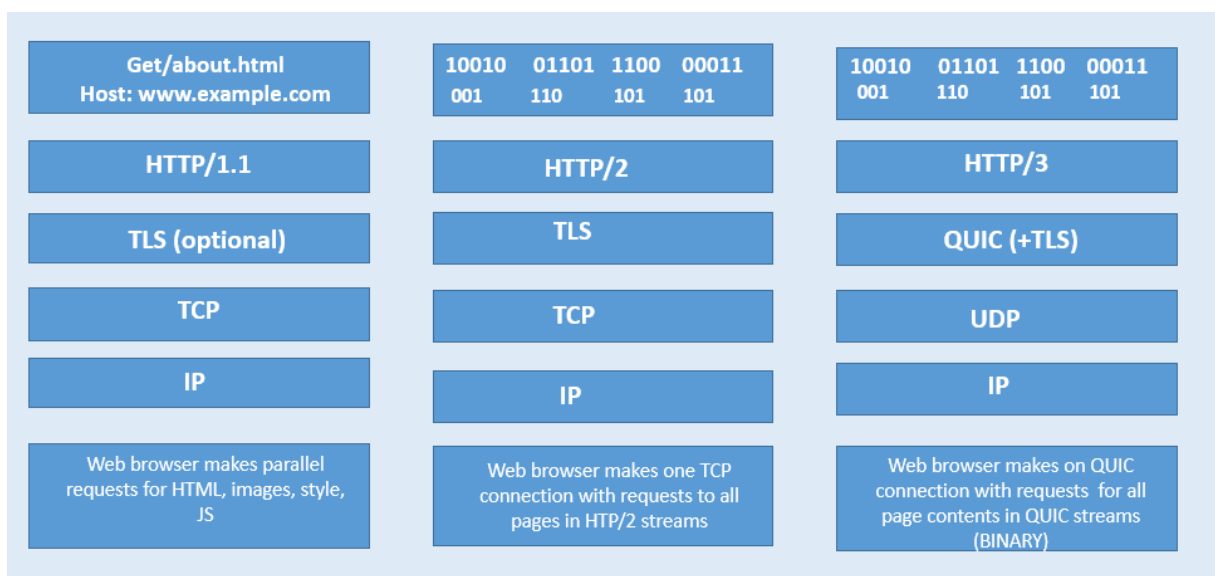 Get/about.html
Host: www.example.com
HTTP/1.1
TLS (optional)
TCP
IP
Web browser makes parallel
requests for HTML, images, style,
JS
10010 01101 1100 00011
001 110 101 101
HTTP/2
TLS
TCP
IP
Web browser makes one TCP
connection with requests to all
pages in HTP/2 streams
10010 01101 1100 00011
001 110 101 101
HTTP/3
QUIC (+TLS)
UDP
IP
Web browser makes on QUIC
connection with requests for all
page contents in QUIC streams
(BINARY)